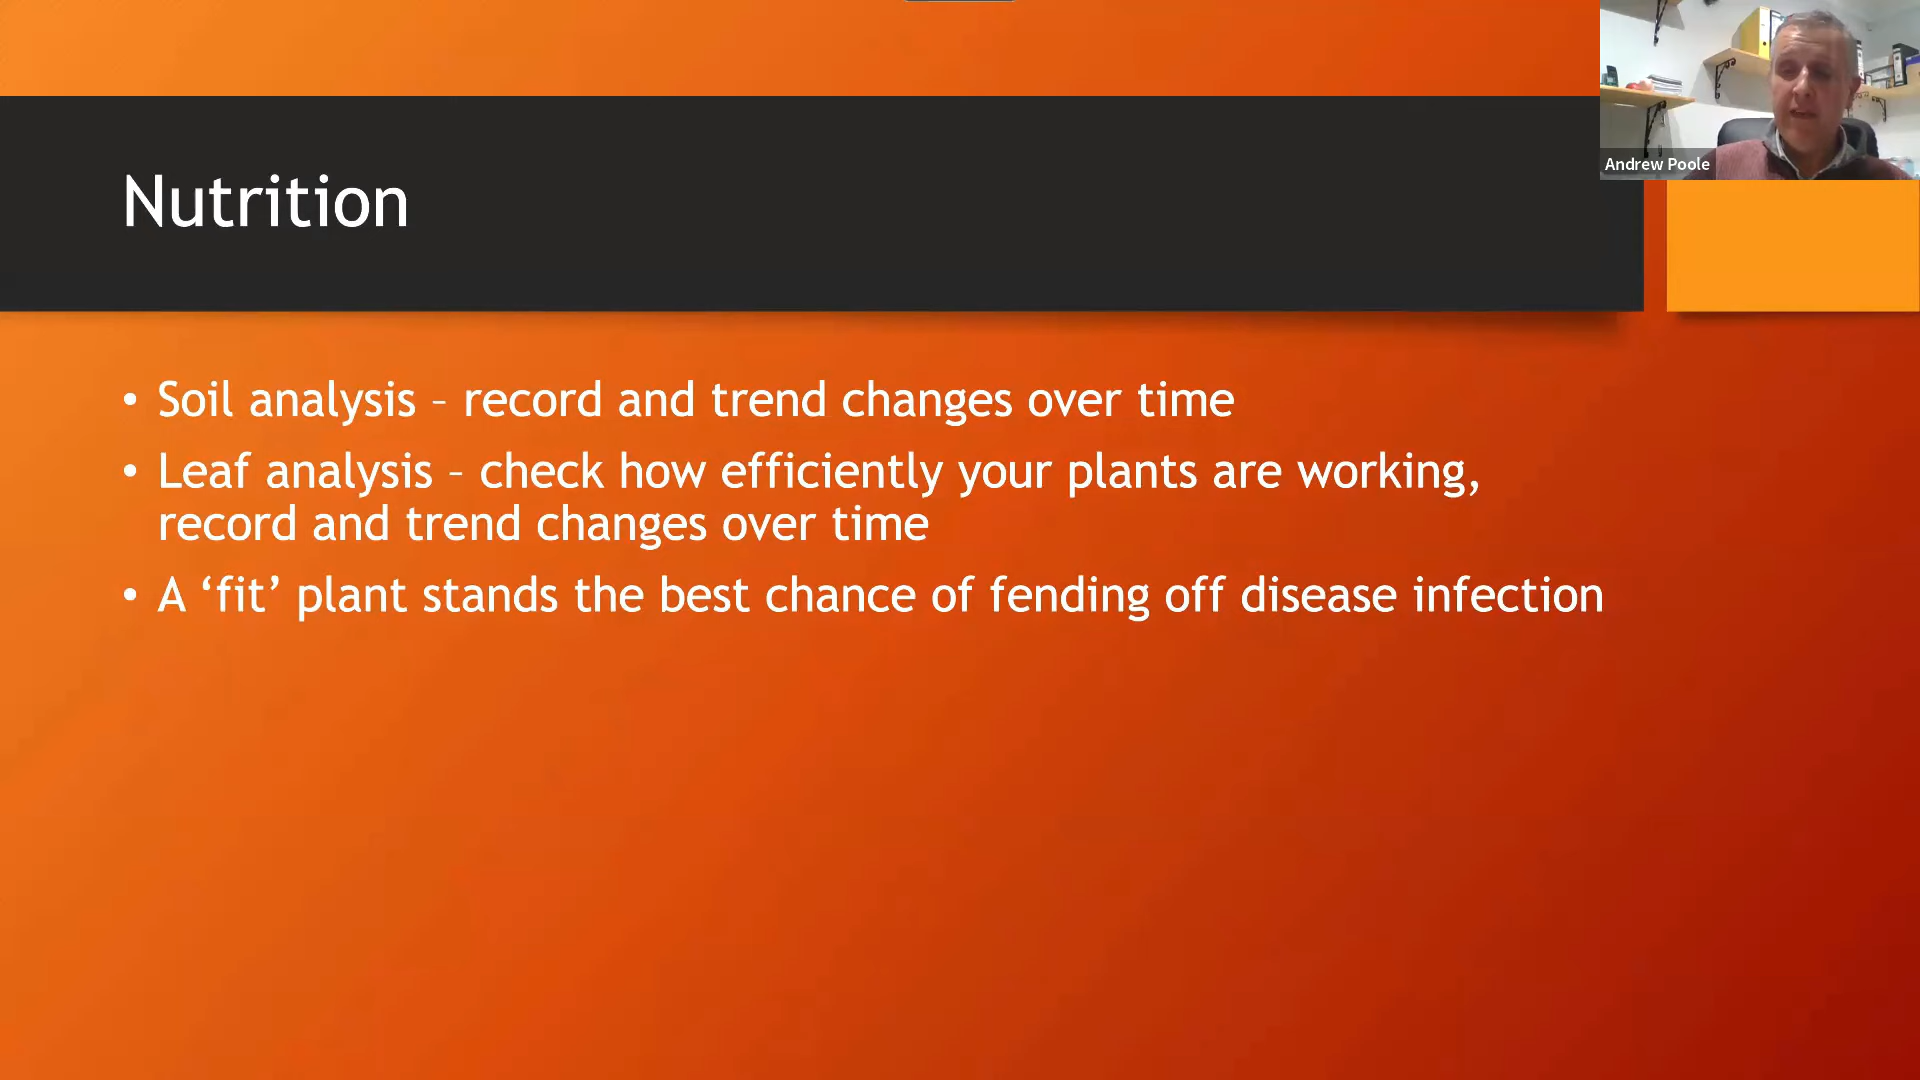 Andrew Poole
Nutrition
• Soil analysis – record and trend changes over time
• Leaf analysis – check how efficiently your plants are working,
record and trend changes over time
• A ‘fit’ plant stands the best chance of fending off disease infection